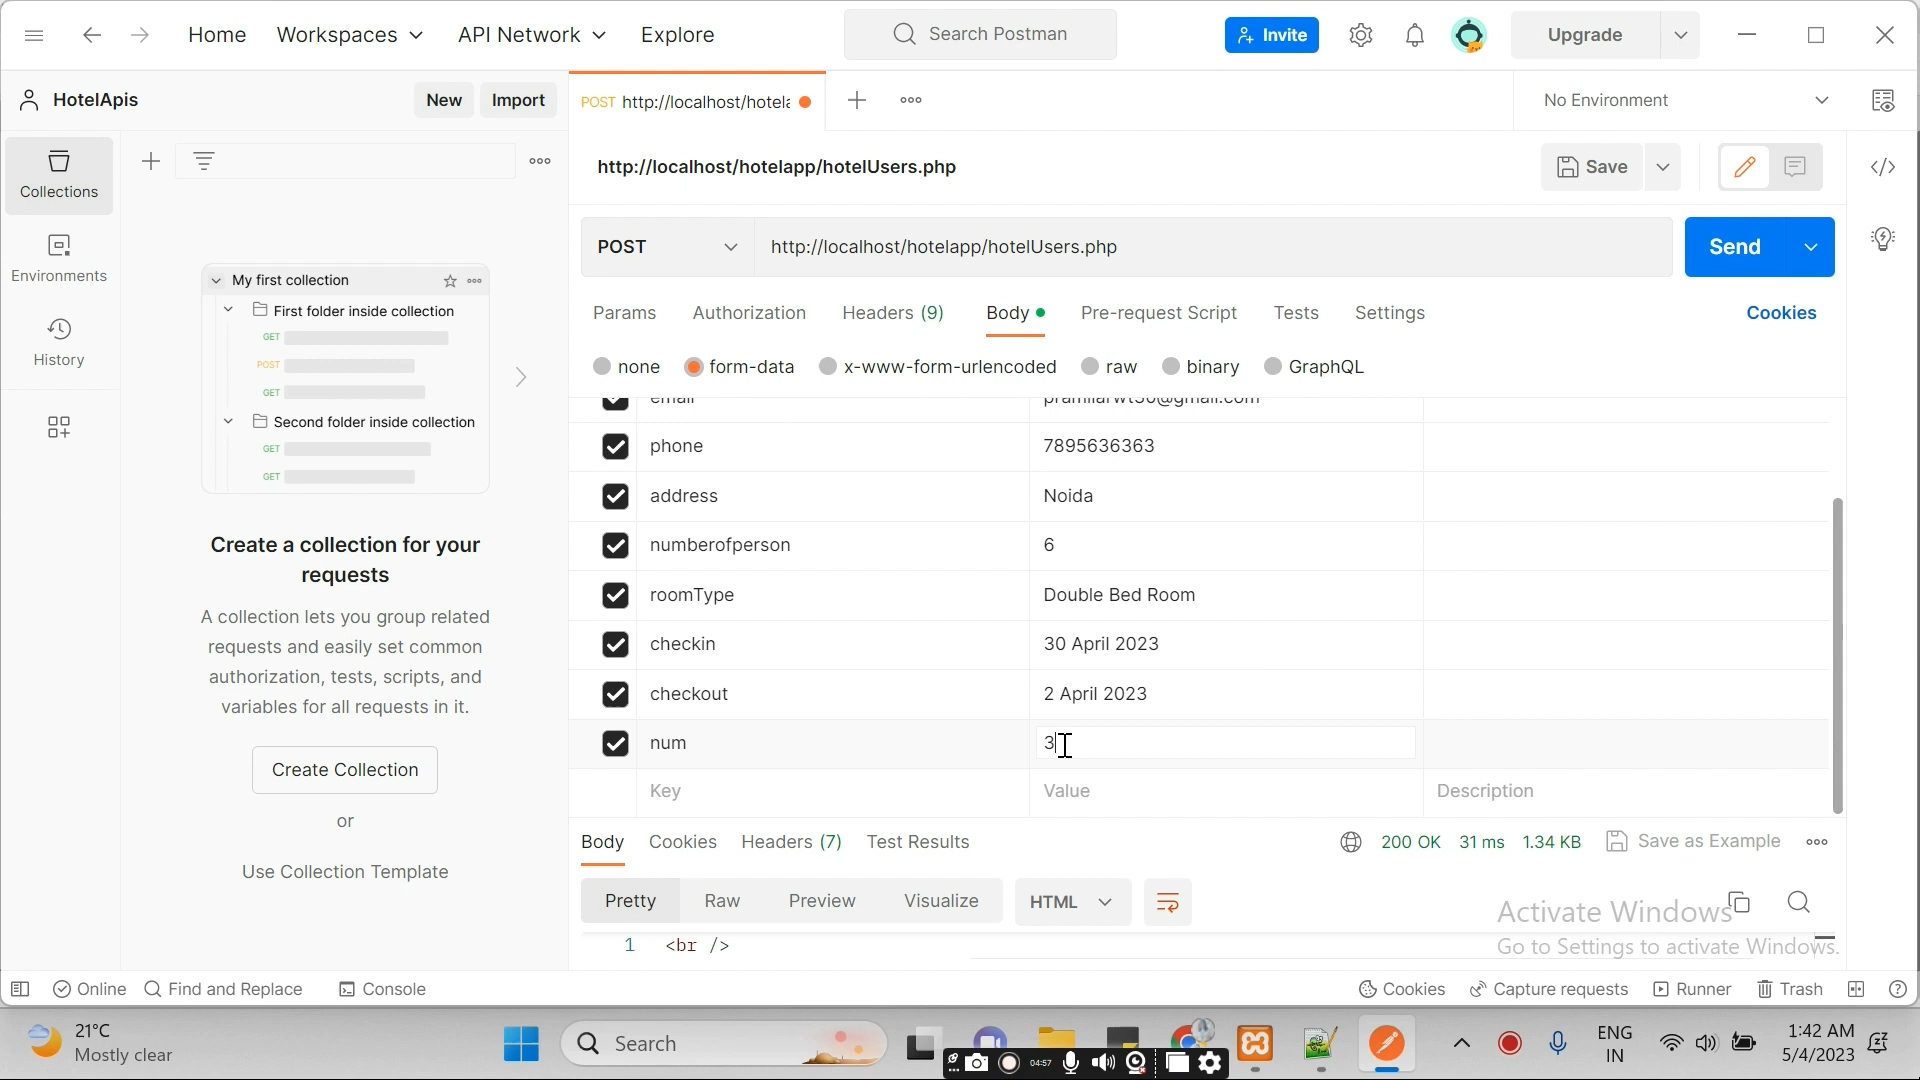 Home Workspaces API Network Explore Search Postman Invite Upgrade
HotelApis New Import POST http://localhost/hotel No Environment
Collections
Environments
History
http://localhost/hotelapp/hotelUsers.php Save
POST http://localhost/hotelapp/hotelUsers.php Send
Params Authorization Headers (9) Body Pre-request Script Tests Settings Cookies
none form-data x-www-form-urlencoded raw binary GraphQL
My first collection
First folder inside collection
GET
POST
GET
Second folder inside collection
GET
GET
Create a collection for your
requests
A collection lets you group related
requests and easily set common
authorization, tests, scripts, and
variables for all requests in it.
Create Collection
or
Use Collection Template
email
phone 7895636363
address Noida
numberofperson 6
roomType Double Bed Room
checkin 30 April 2023
checkout 2 April 2023
num 3
Key Value Description
Body Cookies Headers (7) Test Results 200 OK 31 ms 1.34 KB Save as Example
Pretty Raw Preview Visualize HTML
1 <br />
Activate Windows
Go to Settings to activate Windows.
Online Find and Replace Console Cookies Capture requests Runner Trash
21°C
Mostly clear
Search
04:57
ENG
IN
1:42 AM
5/4/2023